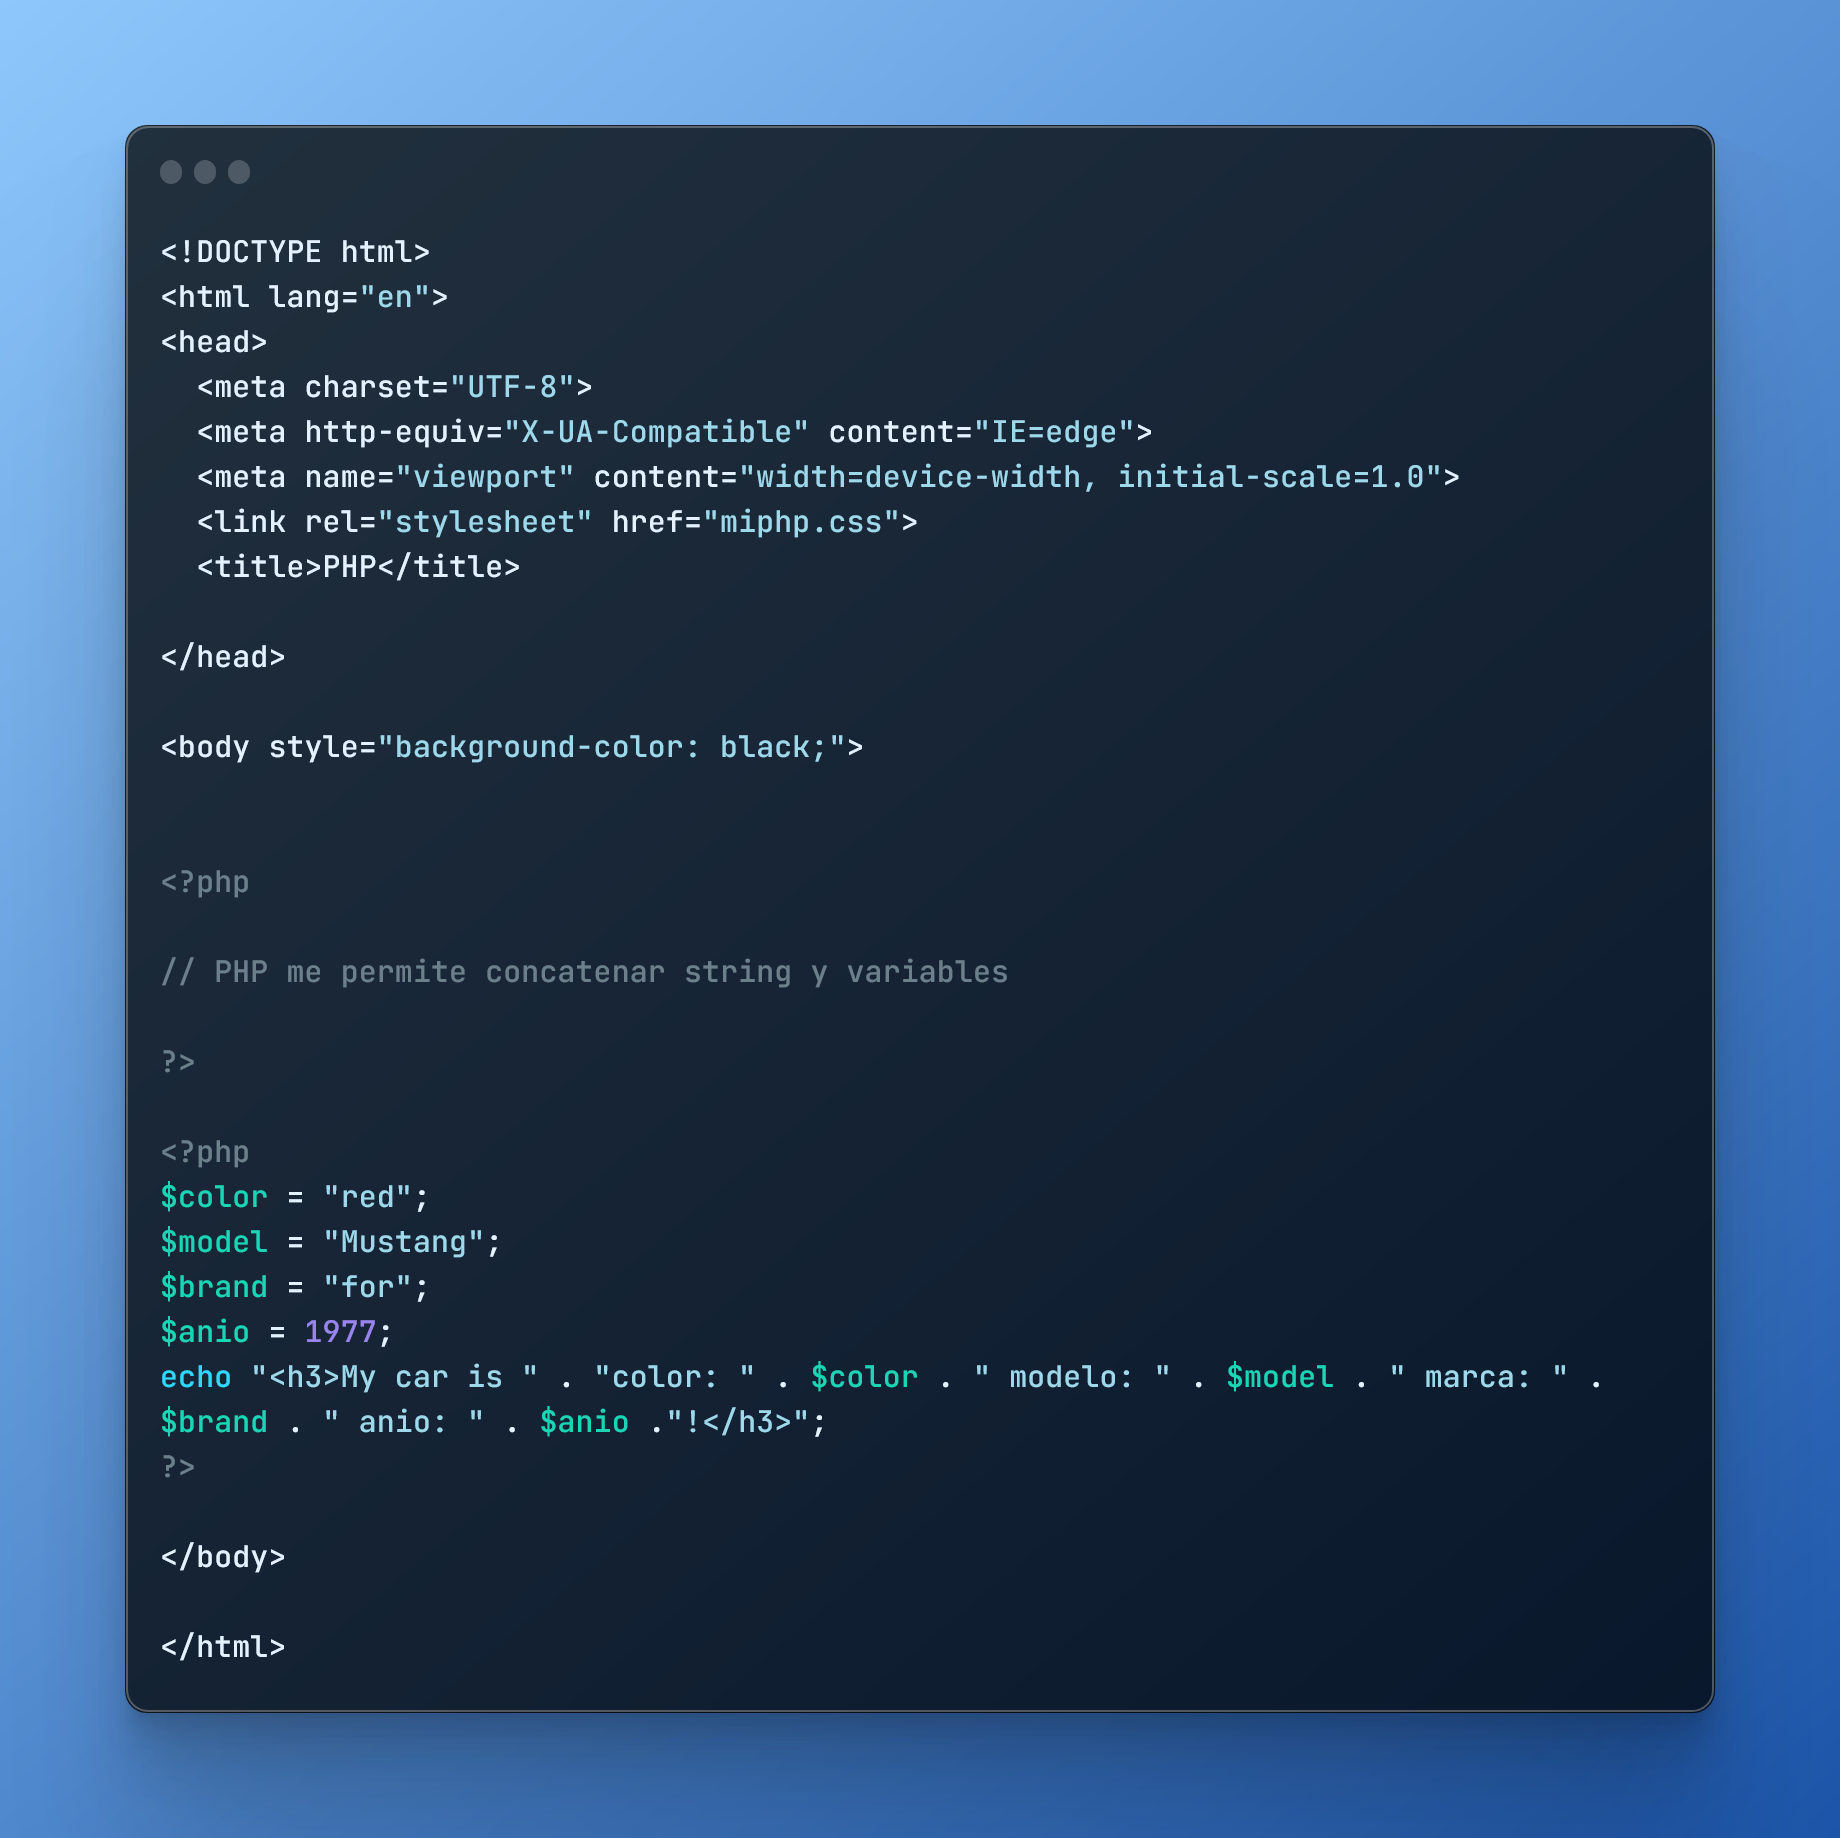 <!DOCTYPE html>
<html lang="en">
<head>
  <meta charset="UTF-8">
  <meta http-equiv="X-UA-Compatible" content="IE=edge">
  <meta name="viewport" content="width=device-width, initial-scale=1.0">
  <link rel="stylesheet" href="miphp.css">
  <title>PHP</title>
</head>
<body style="background-color: black;">
<?php
// PHP me permite concatenar string y variables
?>
<?php
$color = "red";
$model = "Mustang";
$brand = "for";
$anio = 1977;
echo "<h3>My car is " . "color: " . $color . " modelo: " . $model . " marca: " .
$brand . " anio: " . $anio ."!</h3>";
?>
</body>
</html>